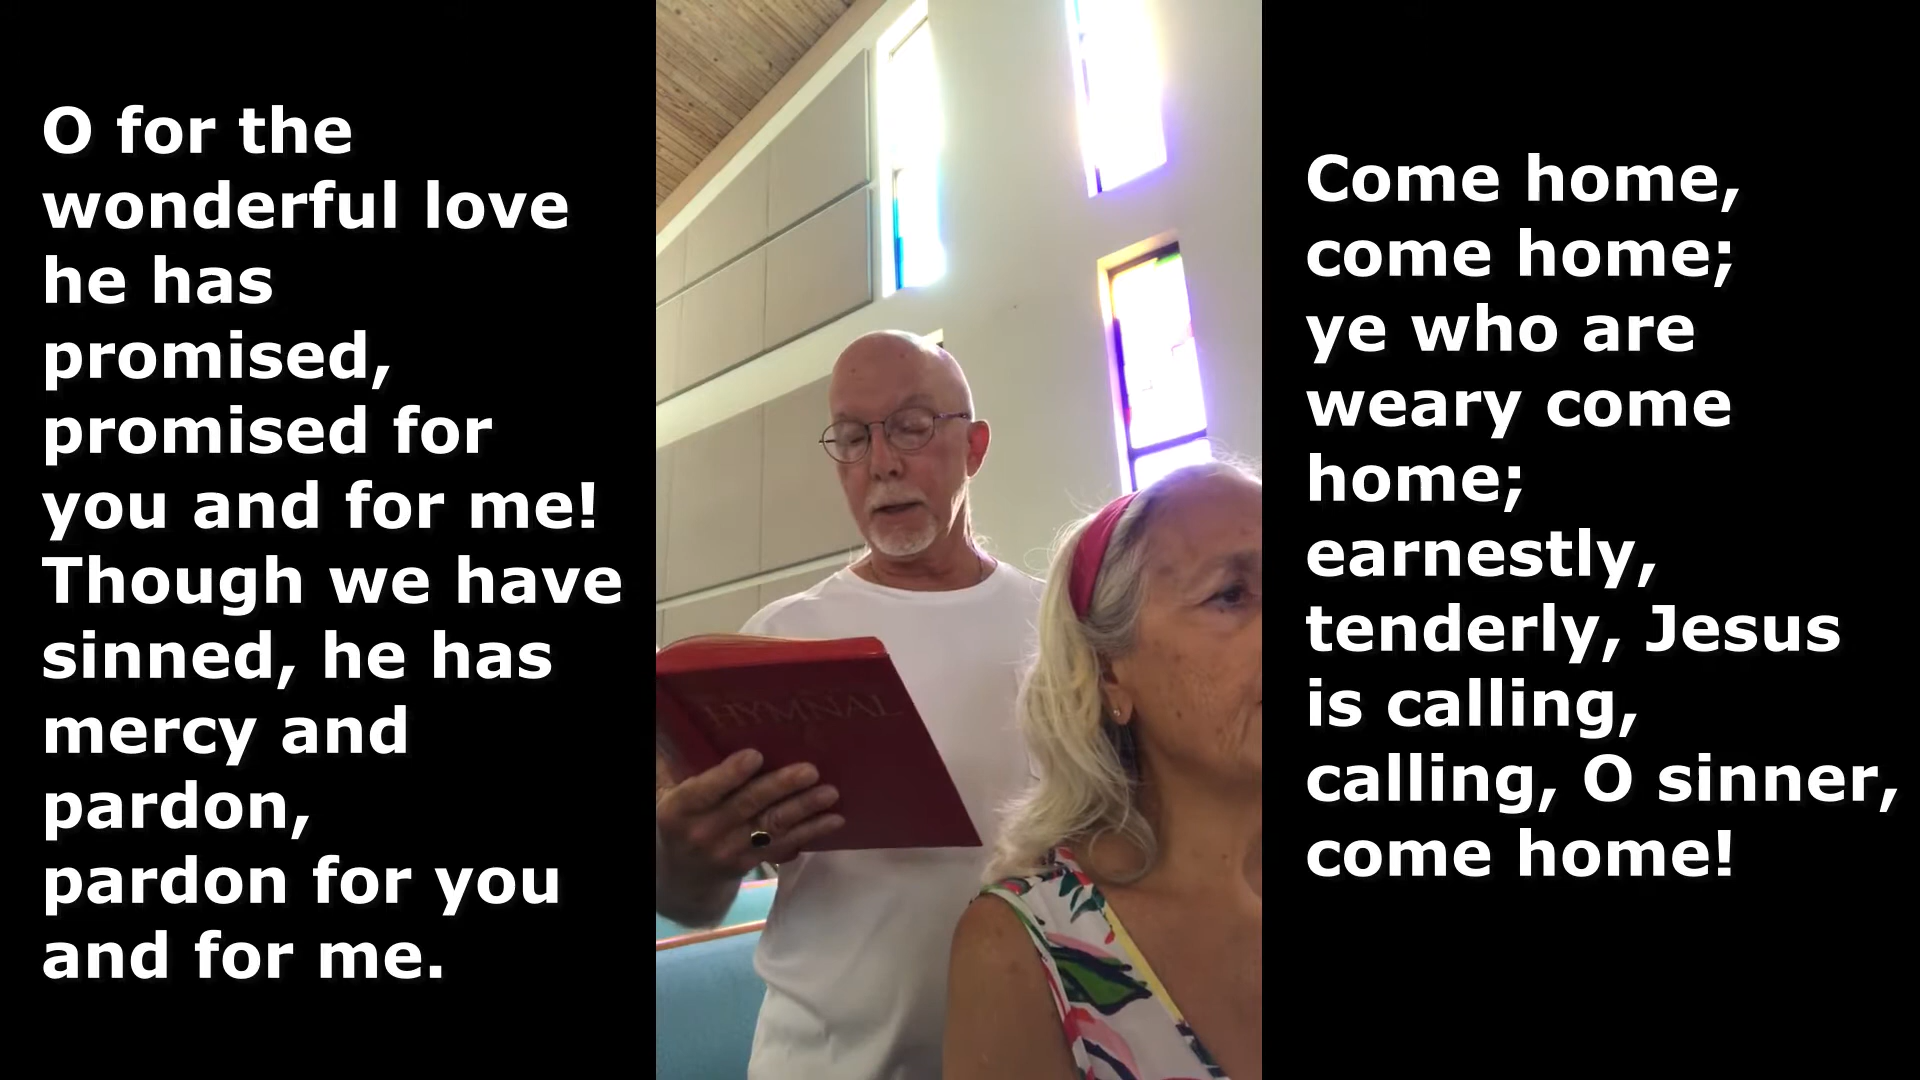 O for the
wonderful love
he has
promised,
promised for
you and for me!
Though we have
sinned, he has
mercy and
pardon,
pardon for you
and for me.
HYMNAL
Come home,
come home;
ye who are
weary come
home;
earnestly,
tenderly, Jesus
is calling,
calling, O sinner,
come home!